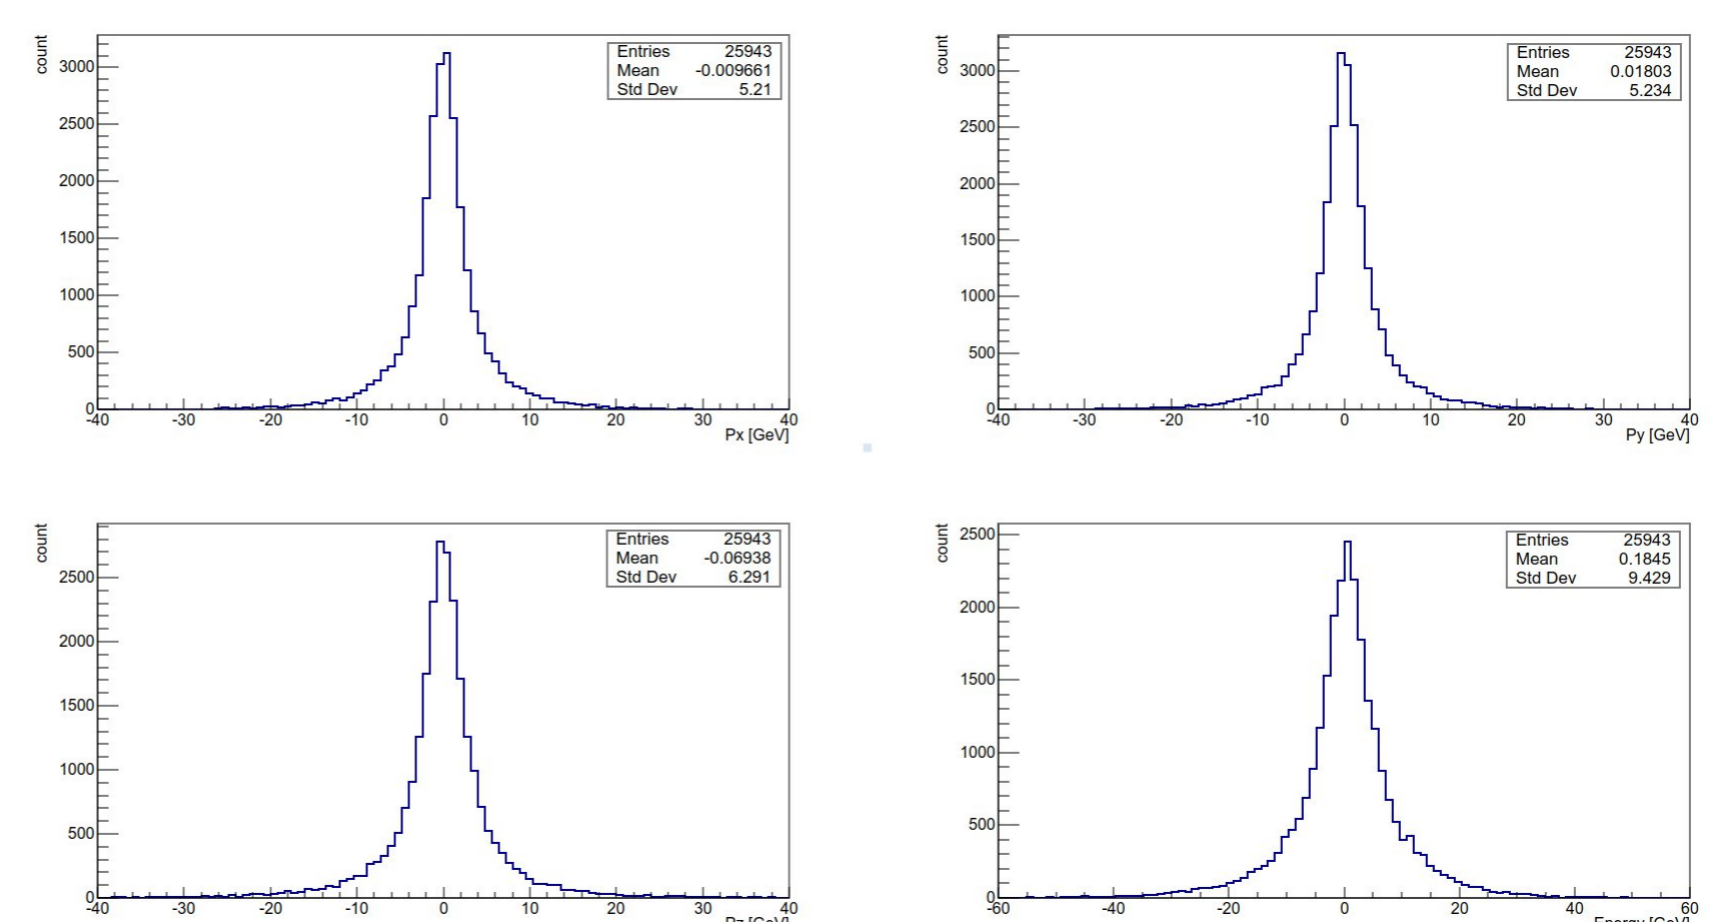 count
3000
2500
2000
1500
1000
500
0
Entries 25943
Mean -0.009661
Std Dev 5.21
-40 -30 -20 -10 0 10 20 30 40
Px [GeV]
count
3000
2500
2000
1500
1000
500
0
Entries 25943
Mean 0.01803
Std Dev 5.234
-40 -30 -20 -10 0 10 20 30 40
Py [GeV]
count
2500
2000
1500
1000
500
0
Entries 25943
Mean -0.06938
Std Dev 6.291
-40 -30 -20 -10 0 10 20 30 40
Pz [GeV]
count
2500
2000
1500
1000
500
0
Entries 25943
Mean 0.1845
Std Dev 9.429
-60 -40 -20 0 20 40 60
Energy [GeV]